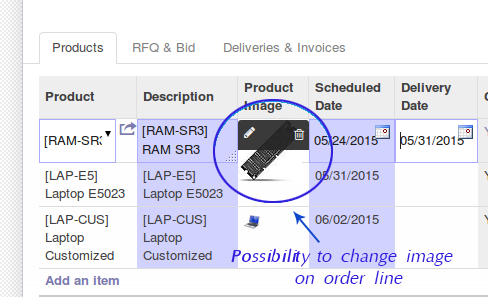 Products RFQ & Bid Deliveries & Invoices
Product Description Product Image Scheduled Date Delivery Date
[RAM-SR3 [RAM-SR3] RAM SR3 05/24/2015 05/31/2015
[LAP-E5] Laptop E5023 [LAP-E5] Laptop E5023 05/31/2015
[LAP-CUS] Laptop Customized [LAP-CUS] Laptop Customized 06/02/2015
Possibility to change image
on order line
Add an item